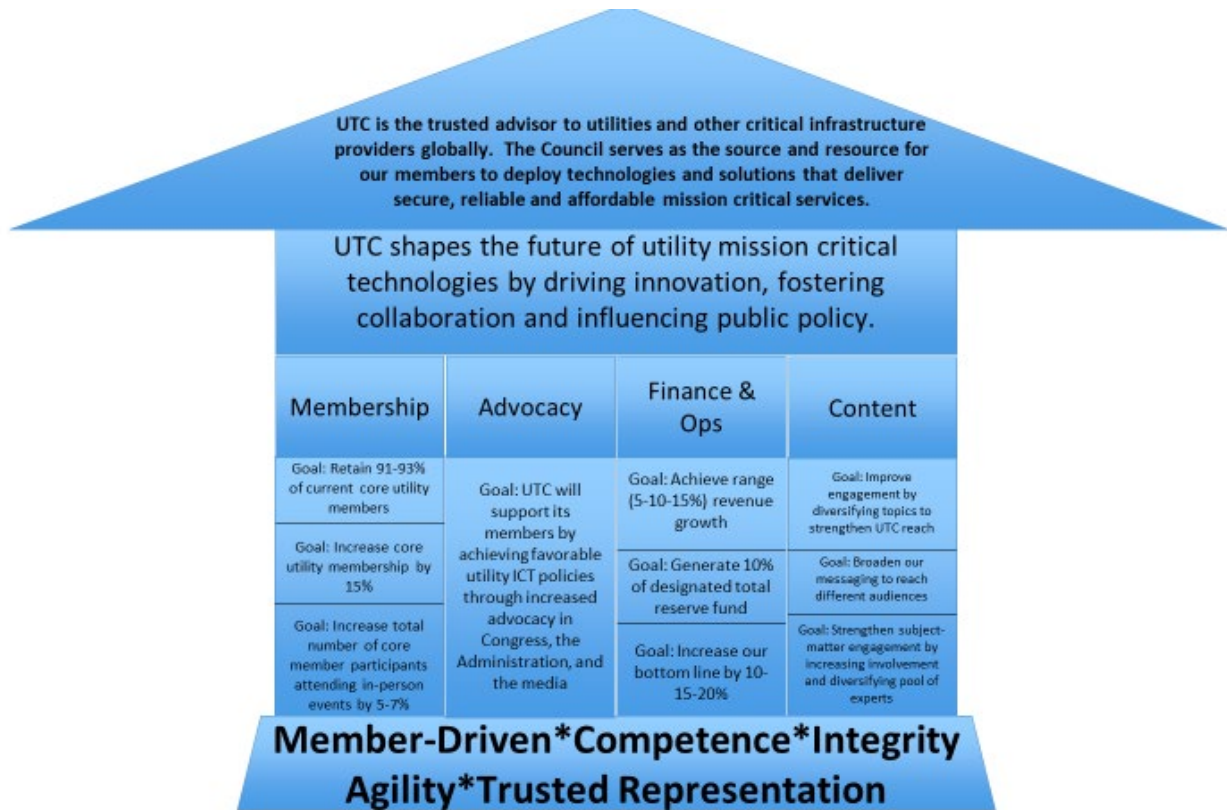 UTC is the trusted advisor to utilities and other critical infrastructure
providers globally.  The Council serves as the source and resource for
our members to deploy technologies and solutions that deliver
secure, reliable and affordable mission critical services.
UTC shapes the future of utility mission critical
technologies by driving innovation, fostering
collaboration and influencing public policy.
Membership
Goal: Retain 91-93%
of current core utility
members
Goal: Increase core
utility membership by
15%
Goal: Increase total
number of core
member participants
attending in-person
events by 5-7%
Advocacy
Goal: UTC will
support its
members by
achieving favorable
utility ICT policies
through increased
advocacy in
Congress, the
Administration, and
the media
Finance &
Ops
Goal: Achieve range
(5-10-15%) revenue
growth
Goal: Generate 10%
of designated total
reserve fund
Goal: Increase our
bottom line by 10-
15-20%
Content
Goal: Improve
engagement by
diversifying topics to
strengthen UTC reach
Goal: Broaden our
messaging to reach
different audiences
Goal: Strengthen subject-
matter engagement by
increasing involvement
and diversifying pool of
experts
Member-Driven*Competence*Integrity
Agility*Trusted Representation